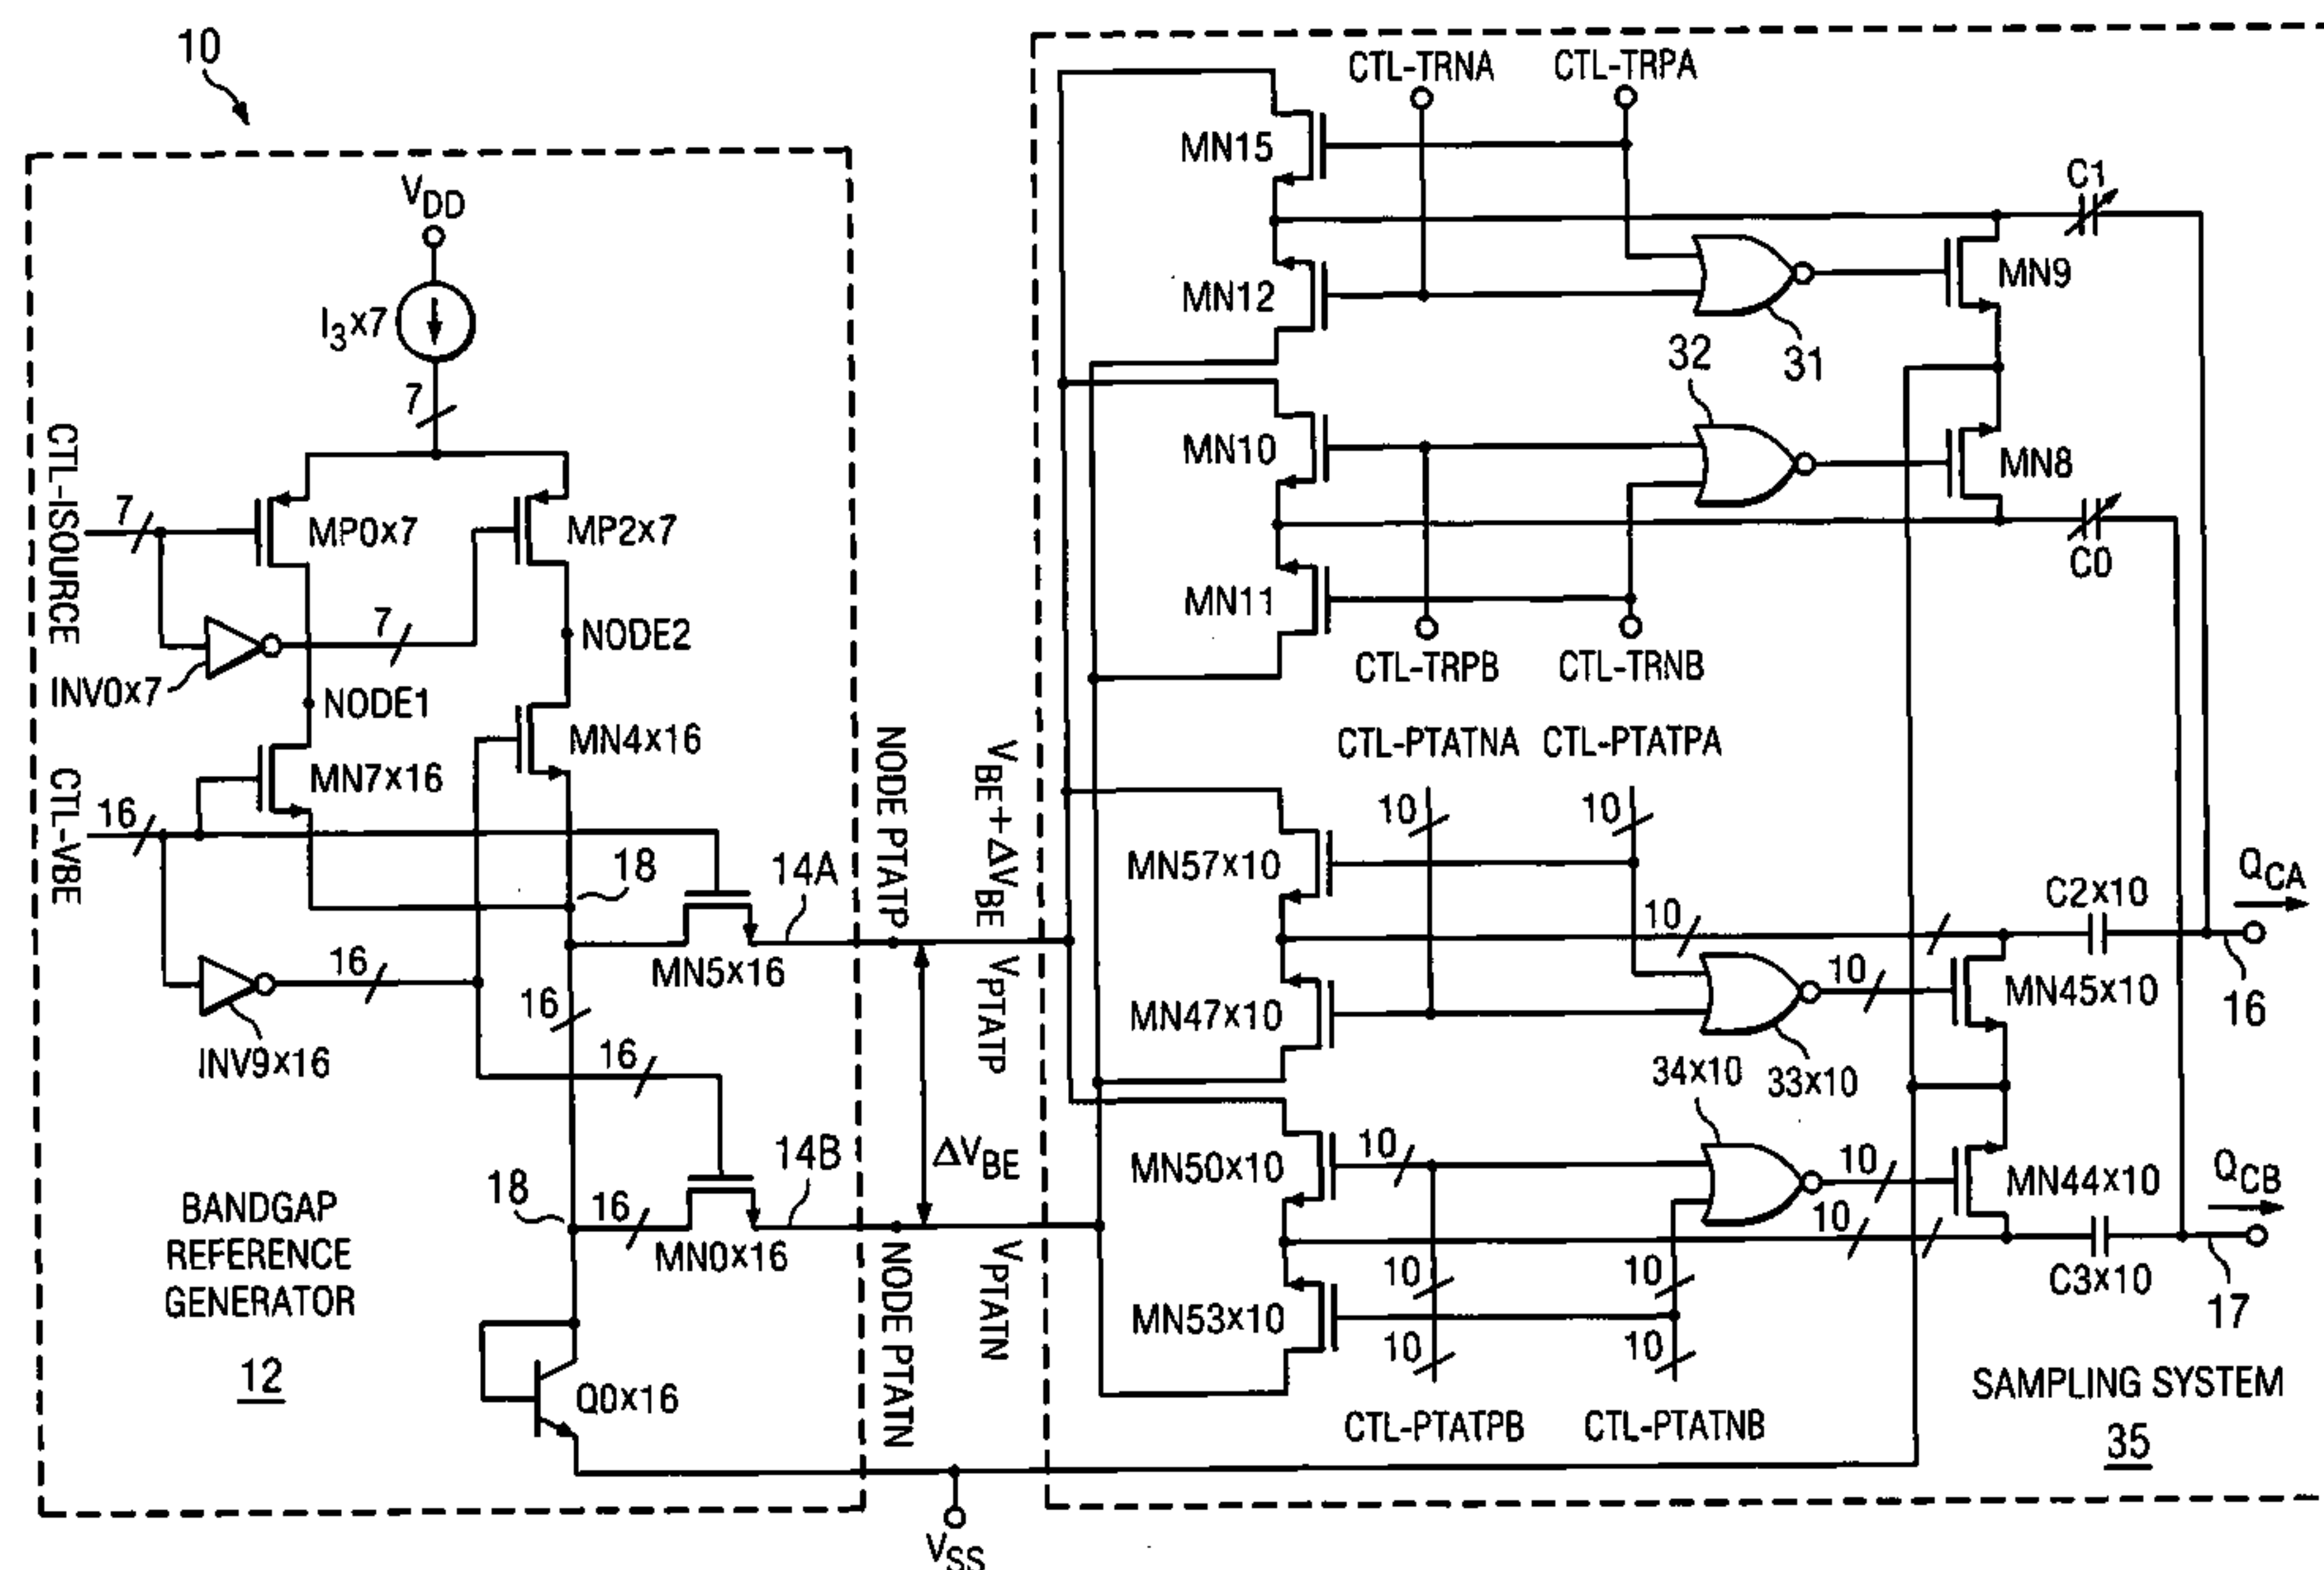 10
V_DD
I_3x7
7
CTL-ISOURCE
7
MP0x7
MP2x7
7
INV0x7
NODE2
NODE1
MN4x16
MN7x16
CTL-VBE
16
18
14A
MN5x16
16
INV9x16
16
16
14B
18
16
MN0x16
BANDGAP
REFERENCE
GENERATOR
12
Q0x16
V_SS
NODE PTATP
V_BE+ΔV_BE
V_PTATP
ΔV_BE
NODE PTATN
V_PTATN
CTL-TRNA
CTL-TRPA
MN15
C1
MN12
MN9
31
32
MN10
MN8
C0
MN11
CTL-TRPB
CTL-TRNB
CTL-PTATNA
CTL-PTATPA
10
10
MN57x10
10
C2x10
Q_CA
MN47x10
10
MN45x10
16
34x10
33x10
MN50x10
10
10
MN44x10
Q_CB
10
10
10
MN53x10
C3x10
17
10
10
CTL-PTATPB
CTL-PTATNB
SAMPLING SYSTEM
35